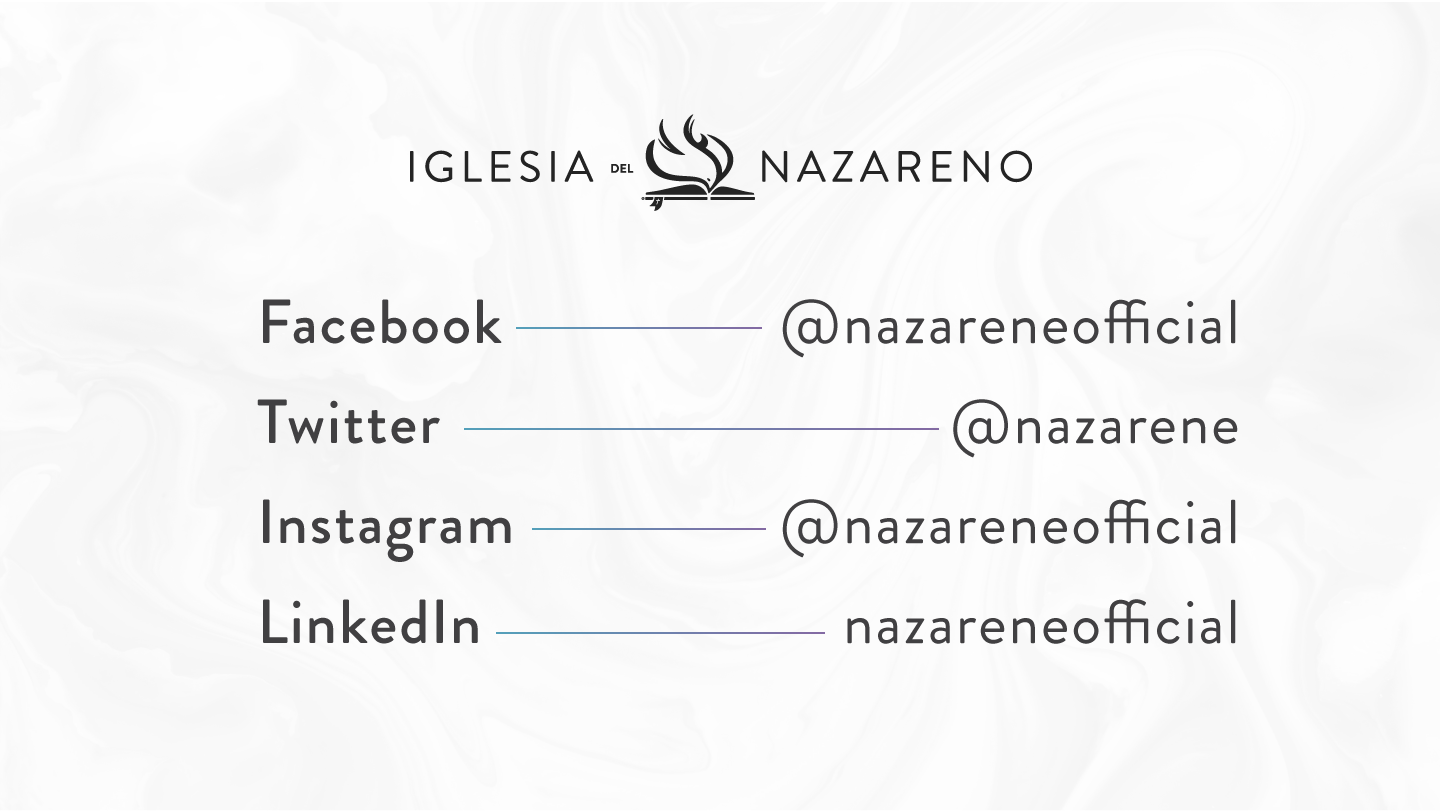 IGLESIA DEL NAZARENO
Facebook @nazareneofficial
Twitter @nazarene
Instagram @nazareneofficial
LinkedIn nazareneofficial